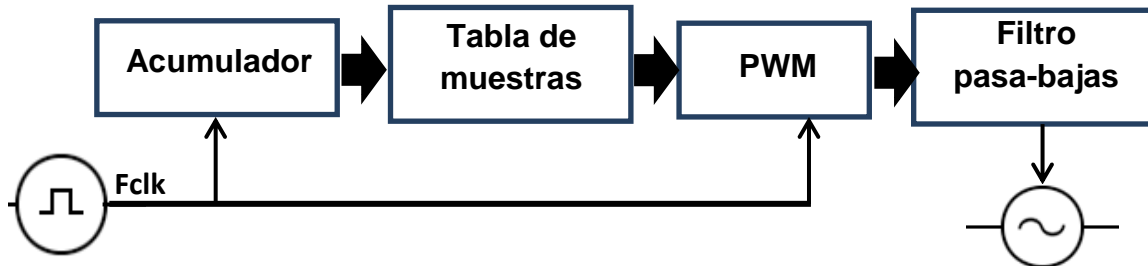 Acumulador
Tabla de
muestras
PWM
Filtro
pasa-bajas
Fclk